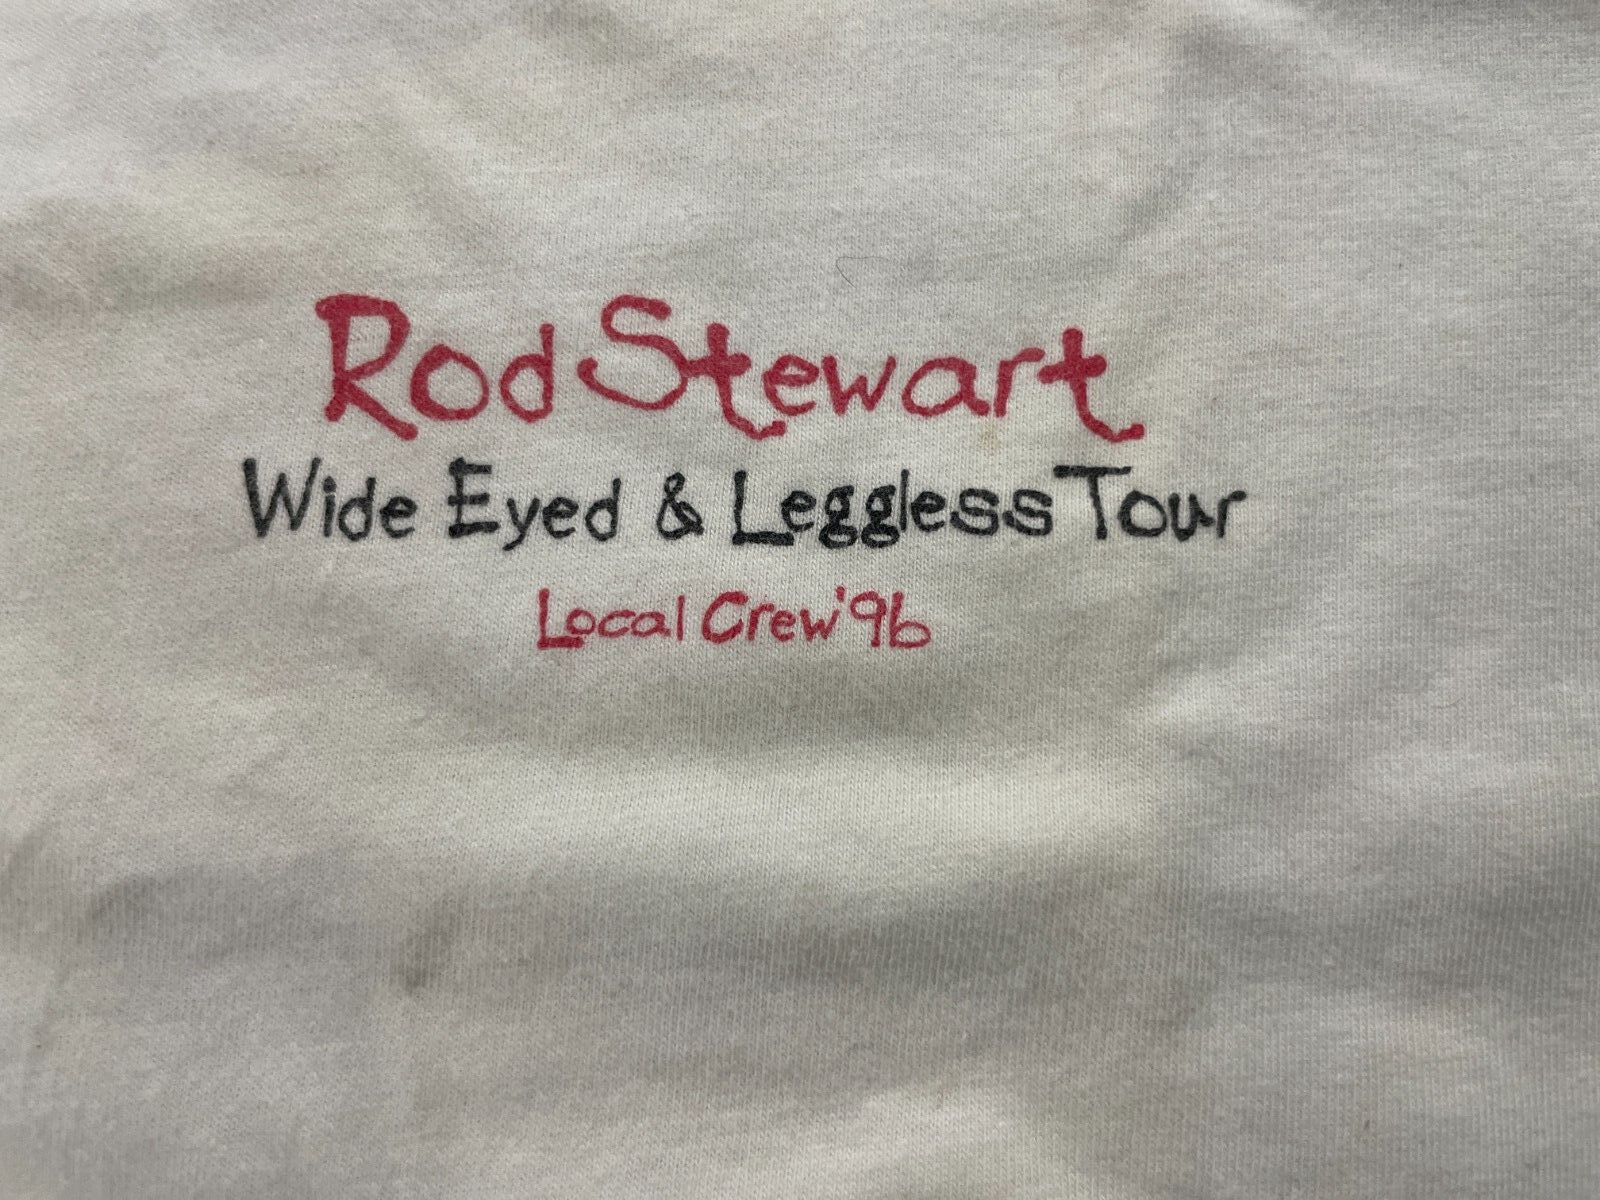 Rod Stewart
Wide Eyed & Leggless Tour
Local Crew '96